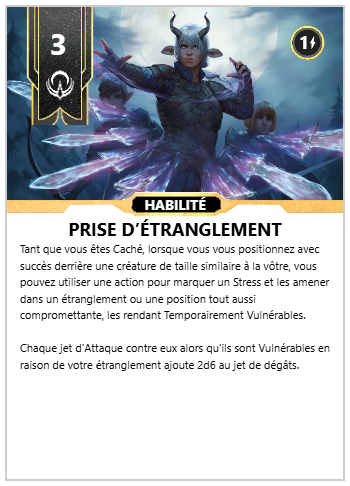 3
1
HABILITÉ
PRISE D’ÉTRANGLEMENT
Tant que vous êtes Caché, lorsque vous vous positionnez avec
succès derrière une créature de taille similaire à la vôtre, vous
pouvez utiliser une action pour marquer un Stress et les amener
dans un étranglement ou une position tout aussi
compromettante, les rendant Temporairement Vulnérables.
Chaque jet d'Attaque contre eux alors qu'ils sont Vulnérables en
raison de votre étranglement ajoute 2d6 au jet de dégâts.